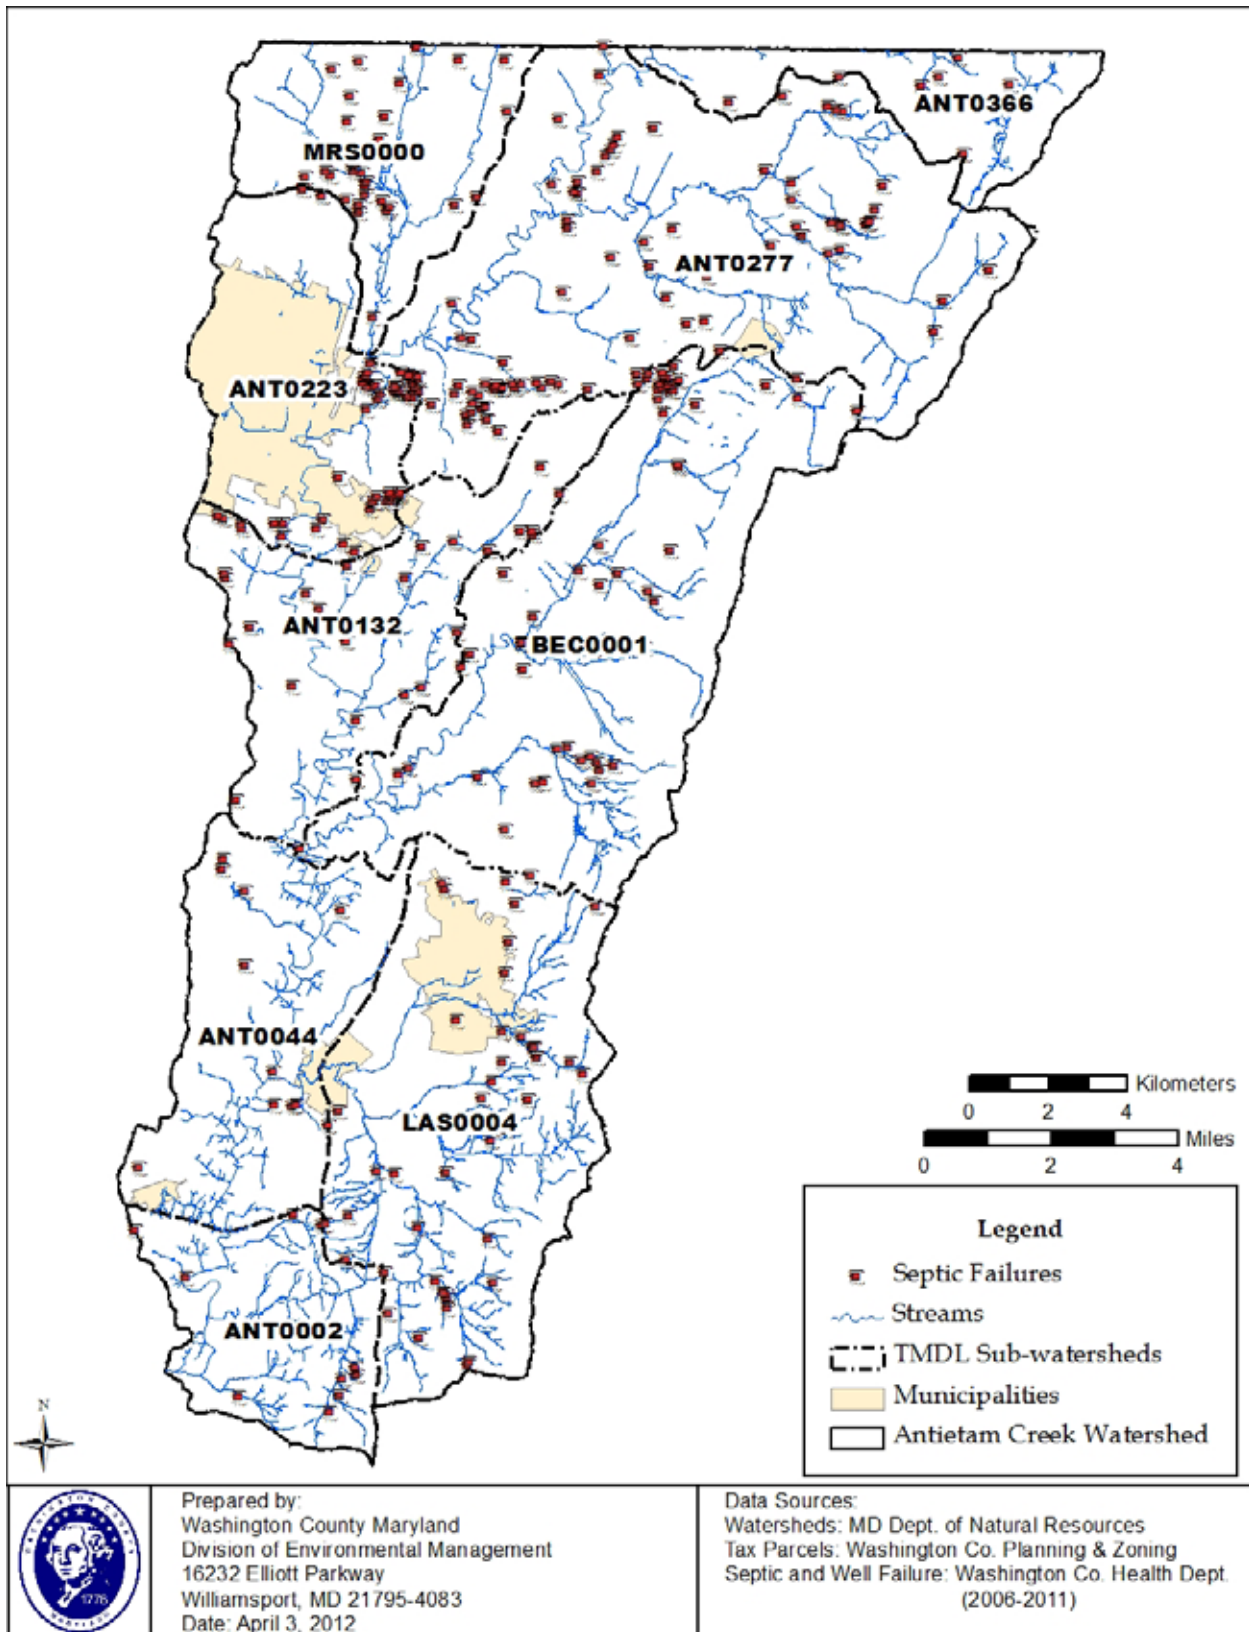 ANT0366
MRS0000
ANT0277
ANT0223
ANT0132
BEC0001
ANT0044
LAS0004
ANT0002
Kilometers
0 2 4
Miles
0 2 4
Legend
Septic Failures
Streams
TMDL Sub-watersheds
Municipalities
Antietam Creek Watershed
N
1776
Prepared by:
Washington County Maryland
Division of Environmental Management
16232 Elliott Parkway
Williamsport, MD 21795-4083
Date: April 3, 2012
Data Sources:
Watersheds: MD Dept. of Natural Resources
Tax Parcels: Washington Co. Planning & Zoning
Septic and Well Failure: Washington Co. Health Dept.
(2006-2011)